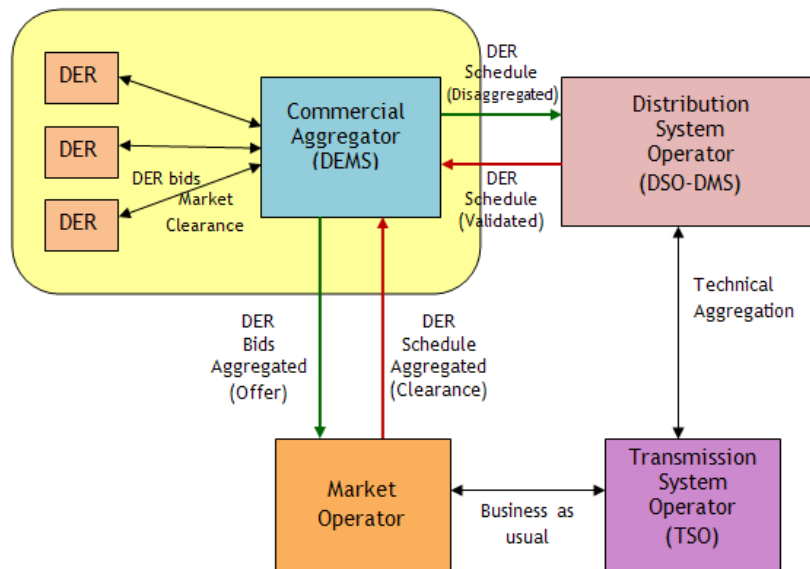 DER
DER
DER
DER bids
Market
Clearance
Commercial
Aggregator
(DEMS)
DER
Schedule
(Disaggregated)
DER
Schedule
(Validated)
Distribution
System
Operator
(DSO-DMS)
Technical
Aggregation
DER
Bids
Aggregated
(Offer)
DER
Schedule
Aggregated
(Clearance)
Market
Operator
Business as
usual
Transmission
System
Operator
(TSO)